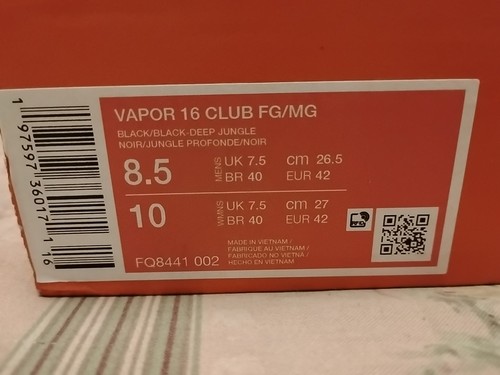 VAPOR 16 CLUB FG/MG
BLACK/BLACK-DEEP JUNGLE
NOIR/JUNGLE PROFONDE/NOIR
8.5 MENS UK 7.5 cm 26.5
BR 40 EUR 42
10 WMNS UK 7.5 cm 27
BR 40 EUR 42
MADE IN VIETNAM /
FABRIQUE AU VIETNAM /
FABRICADO NO VIETNÃ /
HECHO EN VIETNAM
FQ8441 002
1 97597 36017 1 16